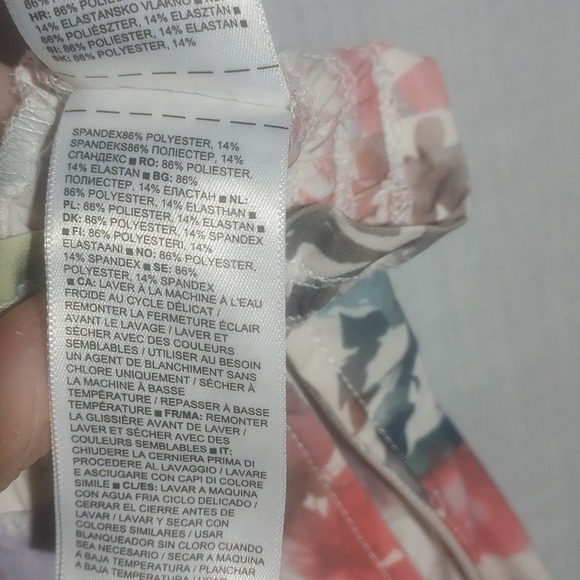 86% POLIE
HR: 86% POLIE
14% ELASTANSKO VLAKNO ■
86% POLIÉSZTER, 14% ELASZTÁN ■
SI: 86% POLIESTER, 14% ELASTAN ■
SK: 86% POLYESTER, 14%
SPANDEX86% POLYESTER, 14%
SPANDEKS86% ПОЛІЕСТЕР, 14%
СПАНДЕКС ■ RO: 86% POLIESTER,
14% ELASTAN ■ BG: 86%
ПОЛИЕСТЕР, 14% ЕЛАСТАН ■ NL:
86% POLYESTER, 14% ELASTHAN ■
PL: 86% POLYESTER, 14% ELASTAN ■
DK: 86% POLYESTER, 14% SPANDEX
■ FI: 86% POLYESTERI, 14%
ELASTAANI ■ NO: 86% POLYESTER,
14% SPANDEX ■ SE: 86%
POLYESTER, 14% SPANDEX
■ CA: LAVER À LA MACHINE À L'EAU
FROIDE AU CYCLE DÉLICAT /
REMONTER LA FERMETURE ÉCLAIR
AVANT LE LAVAGE / LAVER ET
SÉCHER AVEC DES COULEURS
SEMBLABLES / UTILISER AU BESOIN
UN AGENT DE BLANCHIMENT SANS
CHLORE UNIQUEMENT / SÉCHER À
LA MACHINE À BASSE
TEMPÉRATURE / REPASSER À BASSE
TEMPÉRATURE ■ FR/MA: REMONTER
LA GLISSIÈRE AVANT DE LAVER /
LAVER ET SÉCHER AVEC DES
COULEURS SEMBLABLES ■ IT:
CHIUDERE LA CERNIERA PRIMA DI
PROCEDERE AL LAVAGGIO / LAVARE
E ASCIUGARE CON CAPI DI COLORE
SIMILE ■ CL/ES: LAVAR A MAQUINA
CON AGUA FRIA CICLO DELICADO /
CERRAR EL CIERRE ANTES DE
LAVAR / LAVAR Y SECAR CON
COLORES SIMILARES / USAR
BLANQUEADOR SIN CLORO CUANDO
SEA NECESARIO / SECAR A MAQUINA
A BAJA TEMPERATURA / PLANCHAR
A BAJA TEMPERATURA